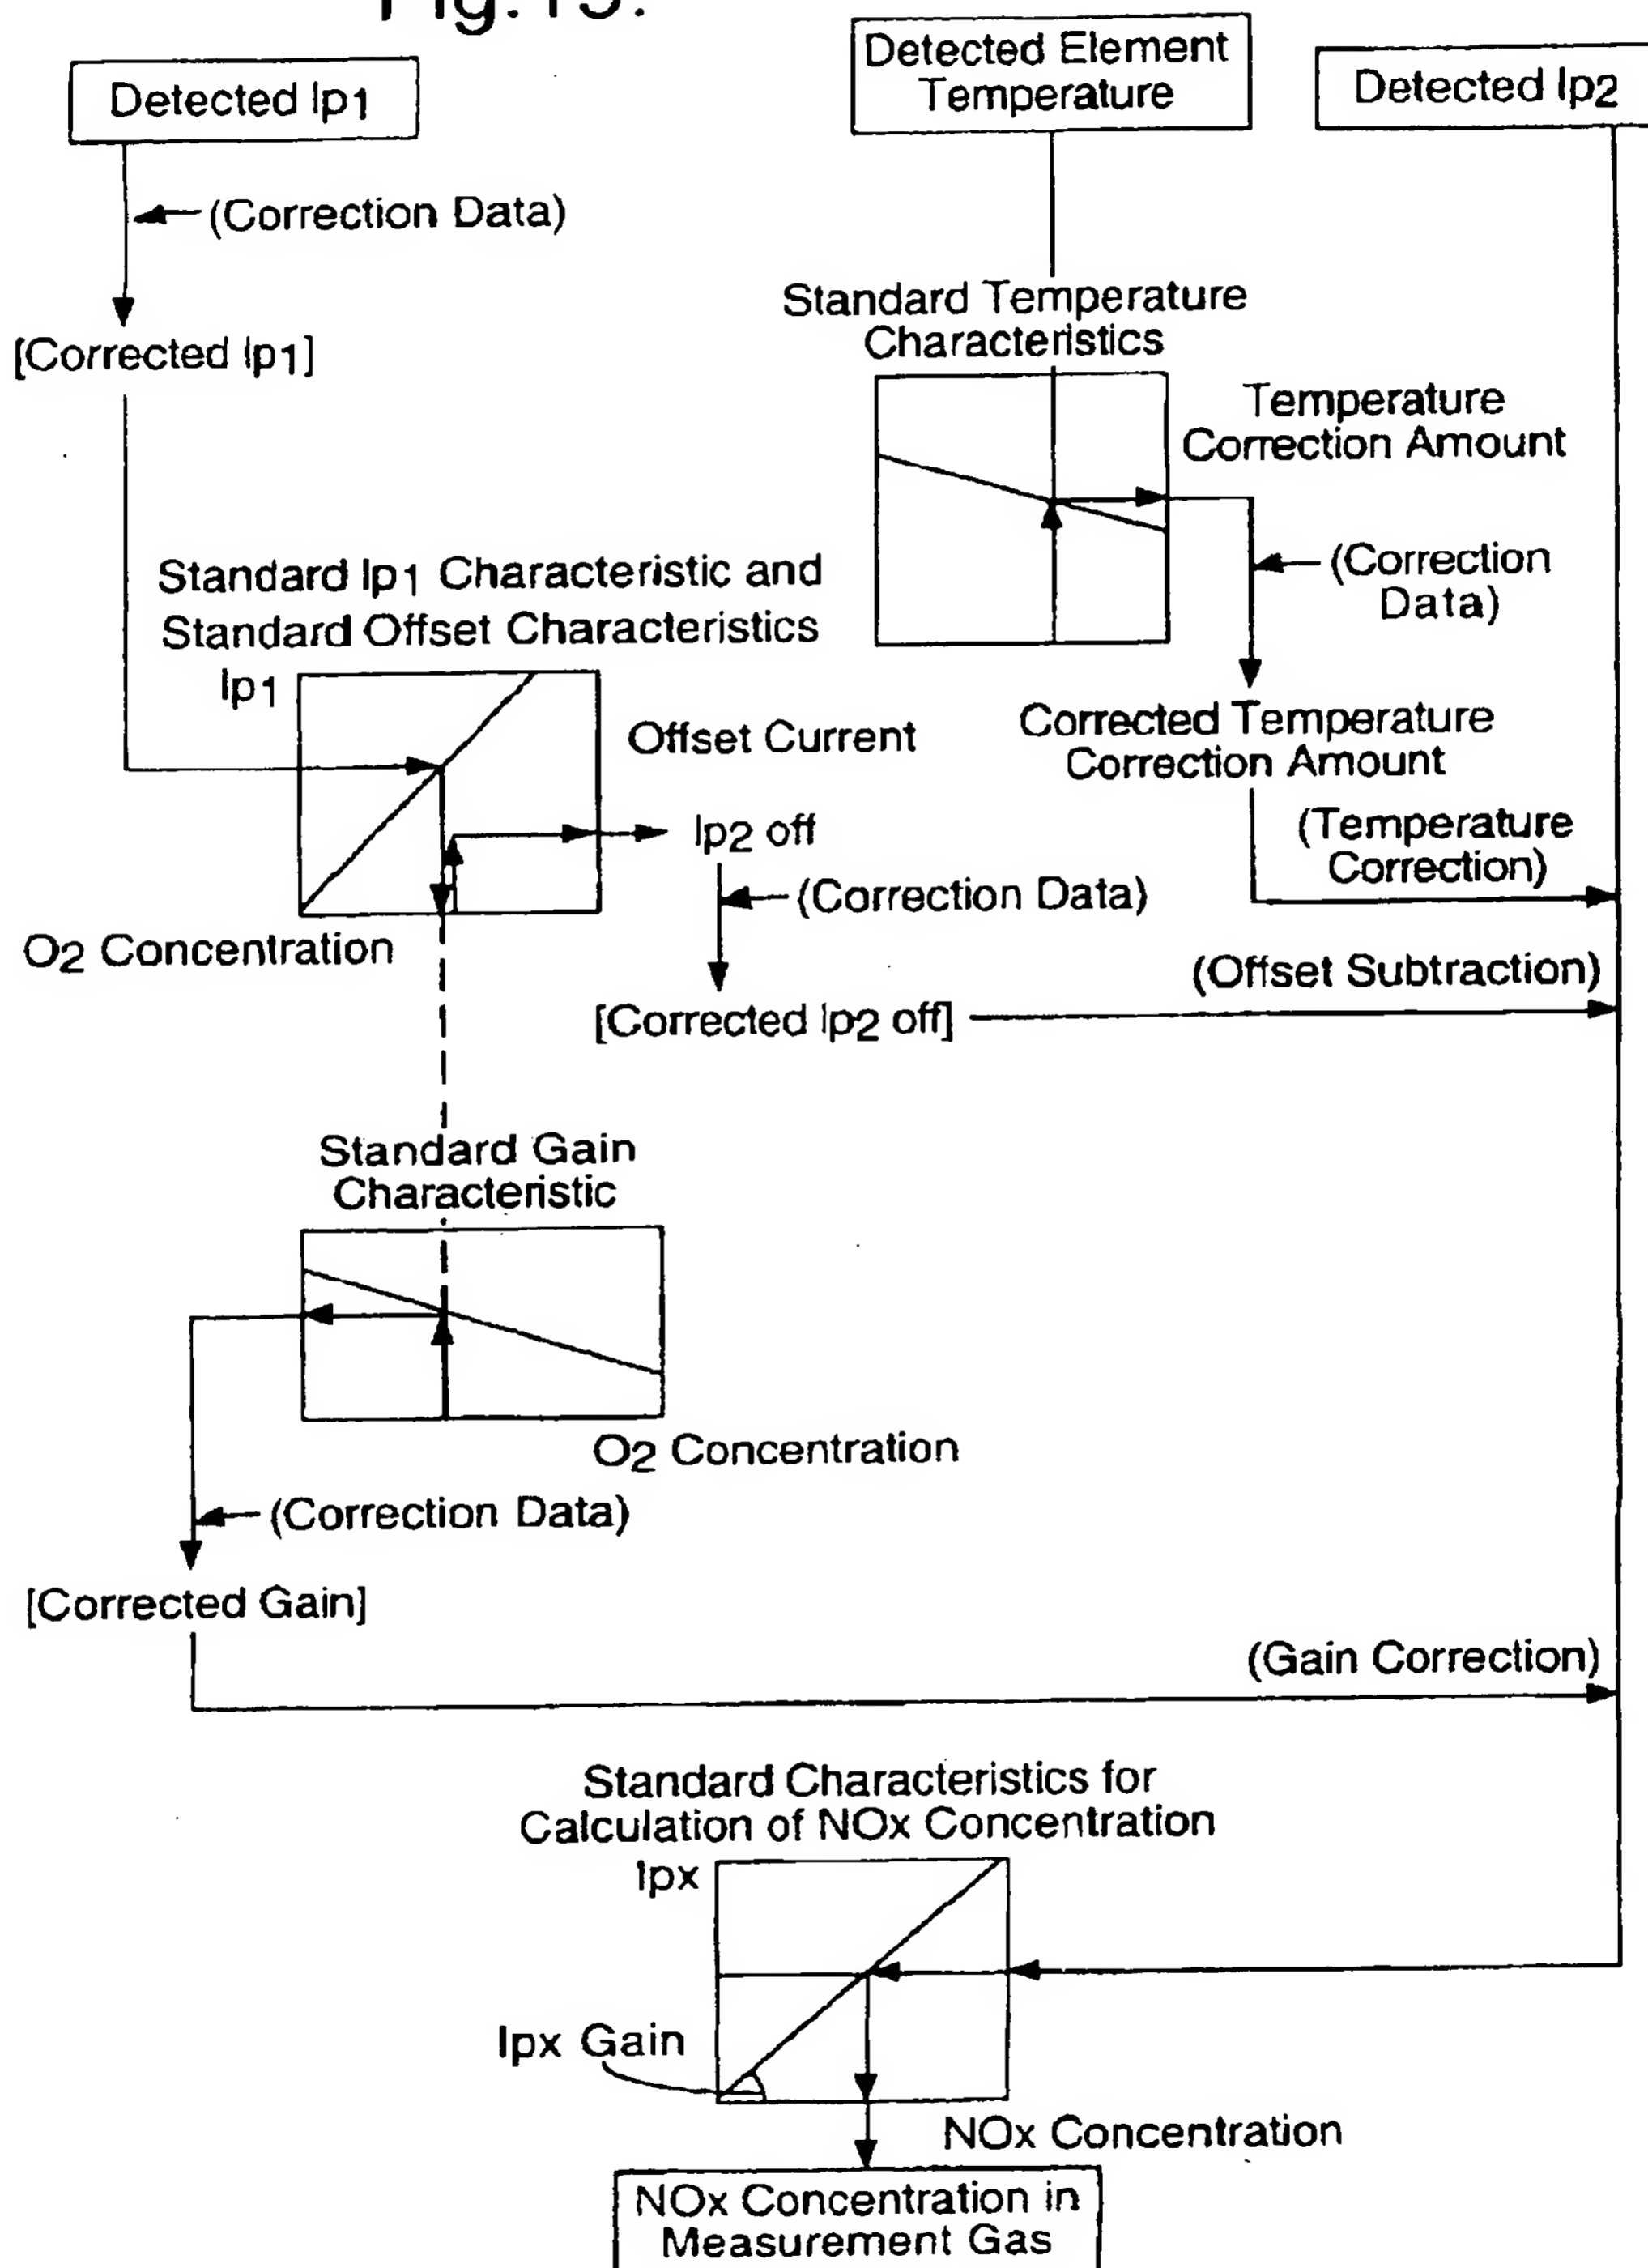 Fig.15.
Detected Ip1
Detected Element
Temperature
Detected Ip2
(Correction Data)
[Corrected Ip1]
Standard Temperature
Characteristics
Temperature
Correction Amount
(Correction
Data)
Standard Ip1 Characteristic and
Standard Offset Characteristics
Ip1
Offset Current
Corrected Temperature
Correction Amount
Ip2 off
(Temperature
Correction)
(Correction Data)
O2 Concentration
(Offset Subtraction)
[Corrected Ip2 off]
Standard Gain
Characteristic
O2 Concentration
(Correction Data)
[Corrected Gain]
(Gain Correction)
Standard Characteristics for
Calculation of NOx Concentration
Ipx
Ipx Gain
NOx Concentration
NOx Concentration in
Measurement Gas